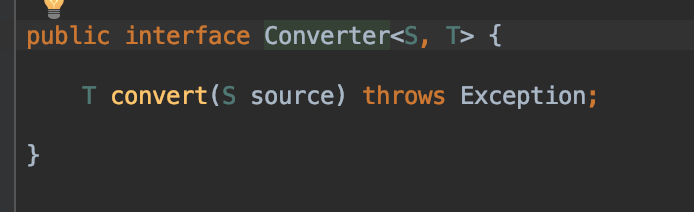 public interface Converter<S, T> {
T convert(S source) throws Exception;
}